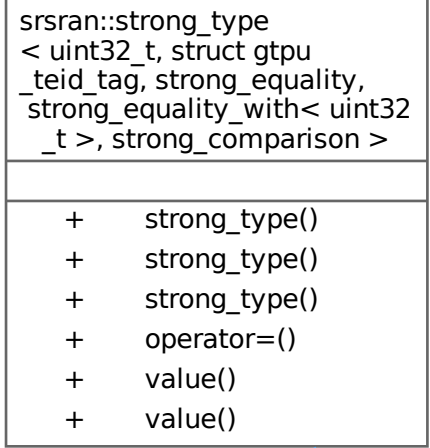 srsran::strong_type
< uint32_t, struct gtpu
_teid_tag, strong_equality,
strong_equality_with< uint32
_t >, strong_comparison >
+ strong_type()
+ strong_type()
+ strong_type()
+ operator=()
+ value()
+ value()